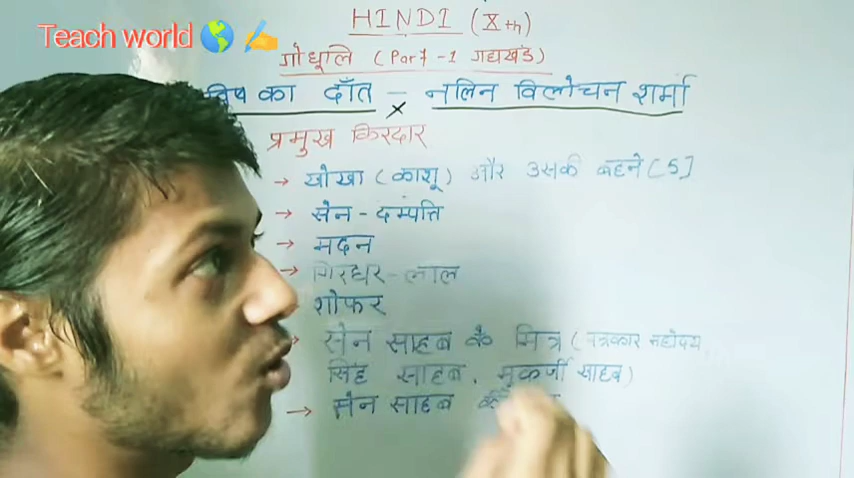 HINDI (Xth)
Teach world 🌎 ✍️
गोधूलि (Part-1 गद्यखंड)
विष का दाँत - नलिन विलोचन शर्मा
प्रमुख किरदार
→ खोखा (काशू) और उसकी बहने (5]
→ सेन - दम्पत्ति
→ मदन
→ गिरधर-लाल
शोफर
सेन साहब के मित्र (पत्रकार महोदय,
सिंह साहब, मुकर्जी साहब)
→ सेन साहब